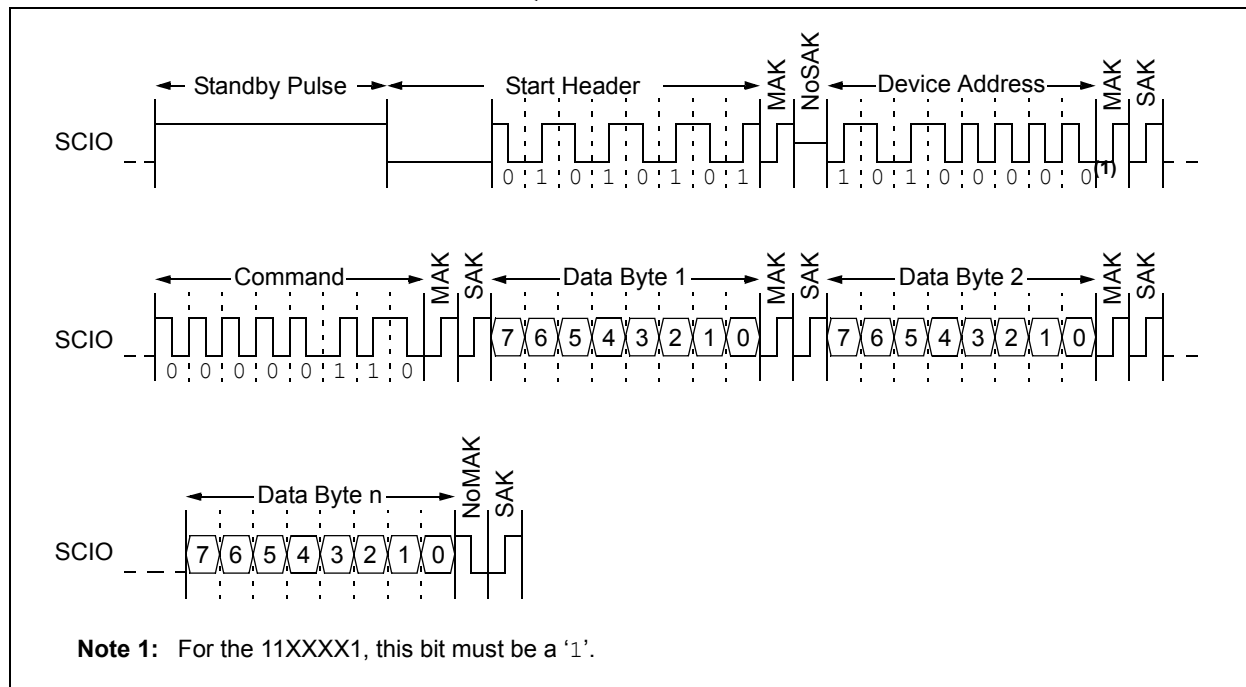 Standby Pulse Start Header MAK NoSAK Device Address MAK SAK
SCIO
0 1 0 1 0 1 0 1 1 0 1 0 0 0 0 0(1)
Command MAK SAK Data Byte 1 MAK SAK Data Byte 2 MAK SAK
SCIO 7 6 5 4 3 2 1 0 7 6 5 4 3 2 1 0
0 0 0 0 0 1 1 0
Data Byte n NoMAK SAK
SCIO 7 6 5 4 3 2 1 0
Note 1: For the 11XXXX1, this bit must be a ‘1’.